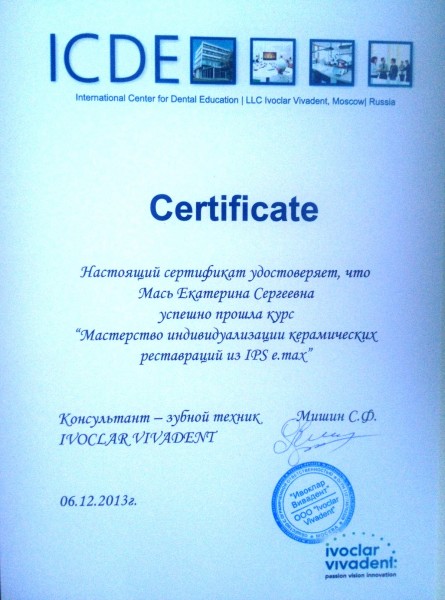 ICDE
International Center for Dental Education | LLC Ivoclar Vivadent, Moscow| Russia
Certificate
Настоящий сертификат удостоверяет, что
Мась Екатерина Сергеевна
успешно прошла курс
“Мастерство индивидуализации керамических
реставраций из IPS e.max”
Консультант – зубной техник Мишин С.Ф.
IVOCLAR VIVADENT
06.12.2013г.
"Ивоклар
Вивадент"
ООО "Ivoclar
Vivadent"
ivoclar
vivadent:
passion vision innovation